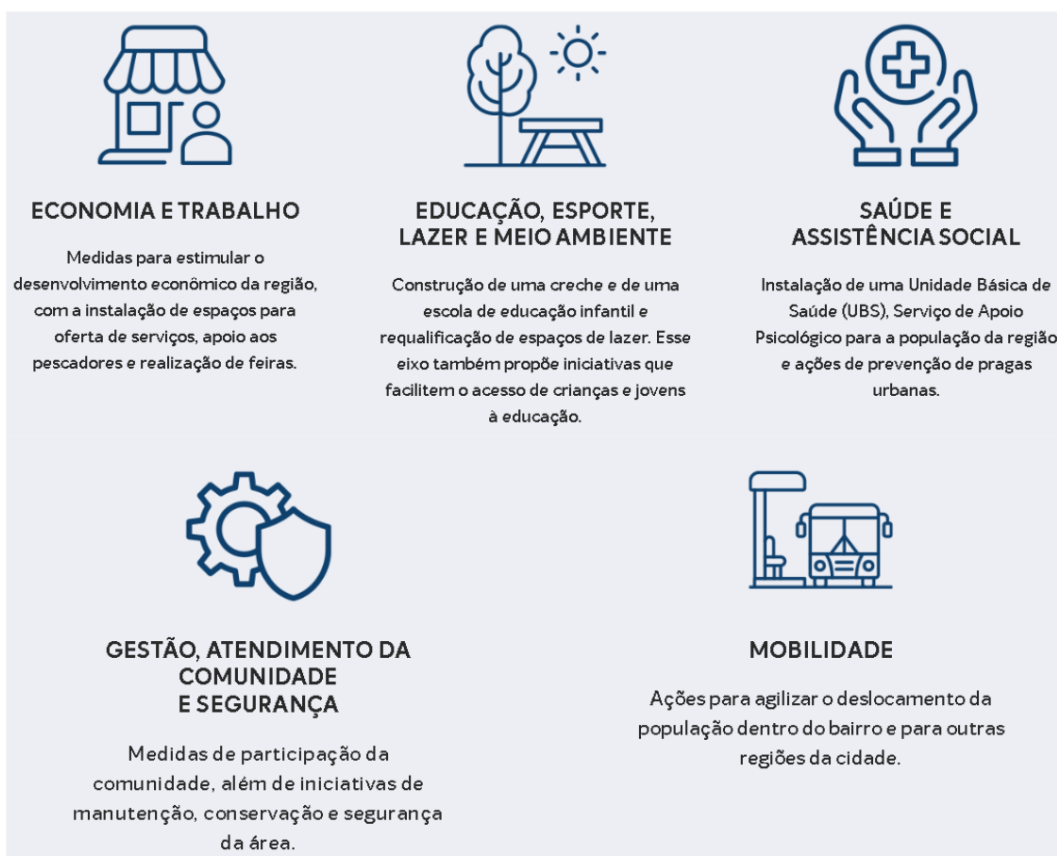 ECONOMIA E TRABALHO
Medidas para estimular o
desenvolvimento econômico da região,
com a instalação de espaços para
oferta de serviços, apoio aos
pescadores e realização de feiras.
EDUCAÇÃO, ESPORTE,
LAZER E MEIO AMBIENTE
Construção de uma creche e de uma
escola de educação infantil e
requalificação de espaços de lazer. Esse
eixo também propõe iniciativas que
facilitem o acesso de crianças e jovens
à educação.
SAÚDE E
ASSISTÊNCIA SOCIAL
Instalação de uma Unidade Básica de
Saúde (UBS), Serviço de Apoio
Psicológico para a população da região
e ações de prevenção de pragas
urbanas.
GESTÃO, ATENDIMENTO DA
COMUNIDADE
E SEGURANÇA
Medidas de participação da
comunidade, além de iniciativas de
manutenção, conservação e segurança
da área.
MOBILIDADE
Ações para agilizar o deslocamento da
população dentro do bairro e para outras
regiões da cidade.